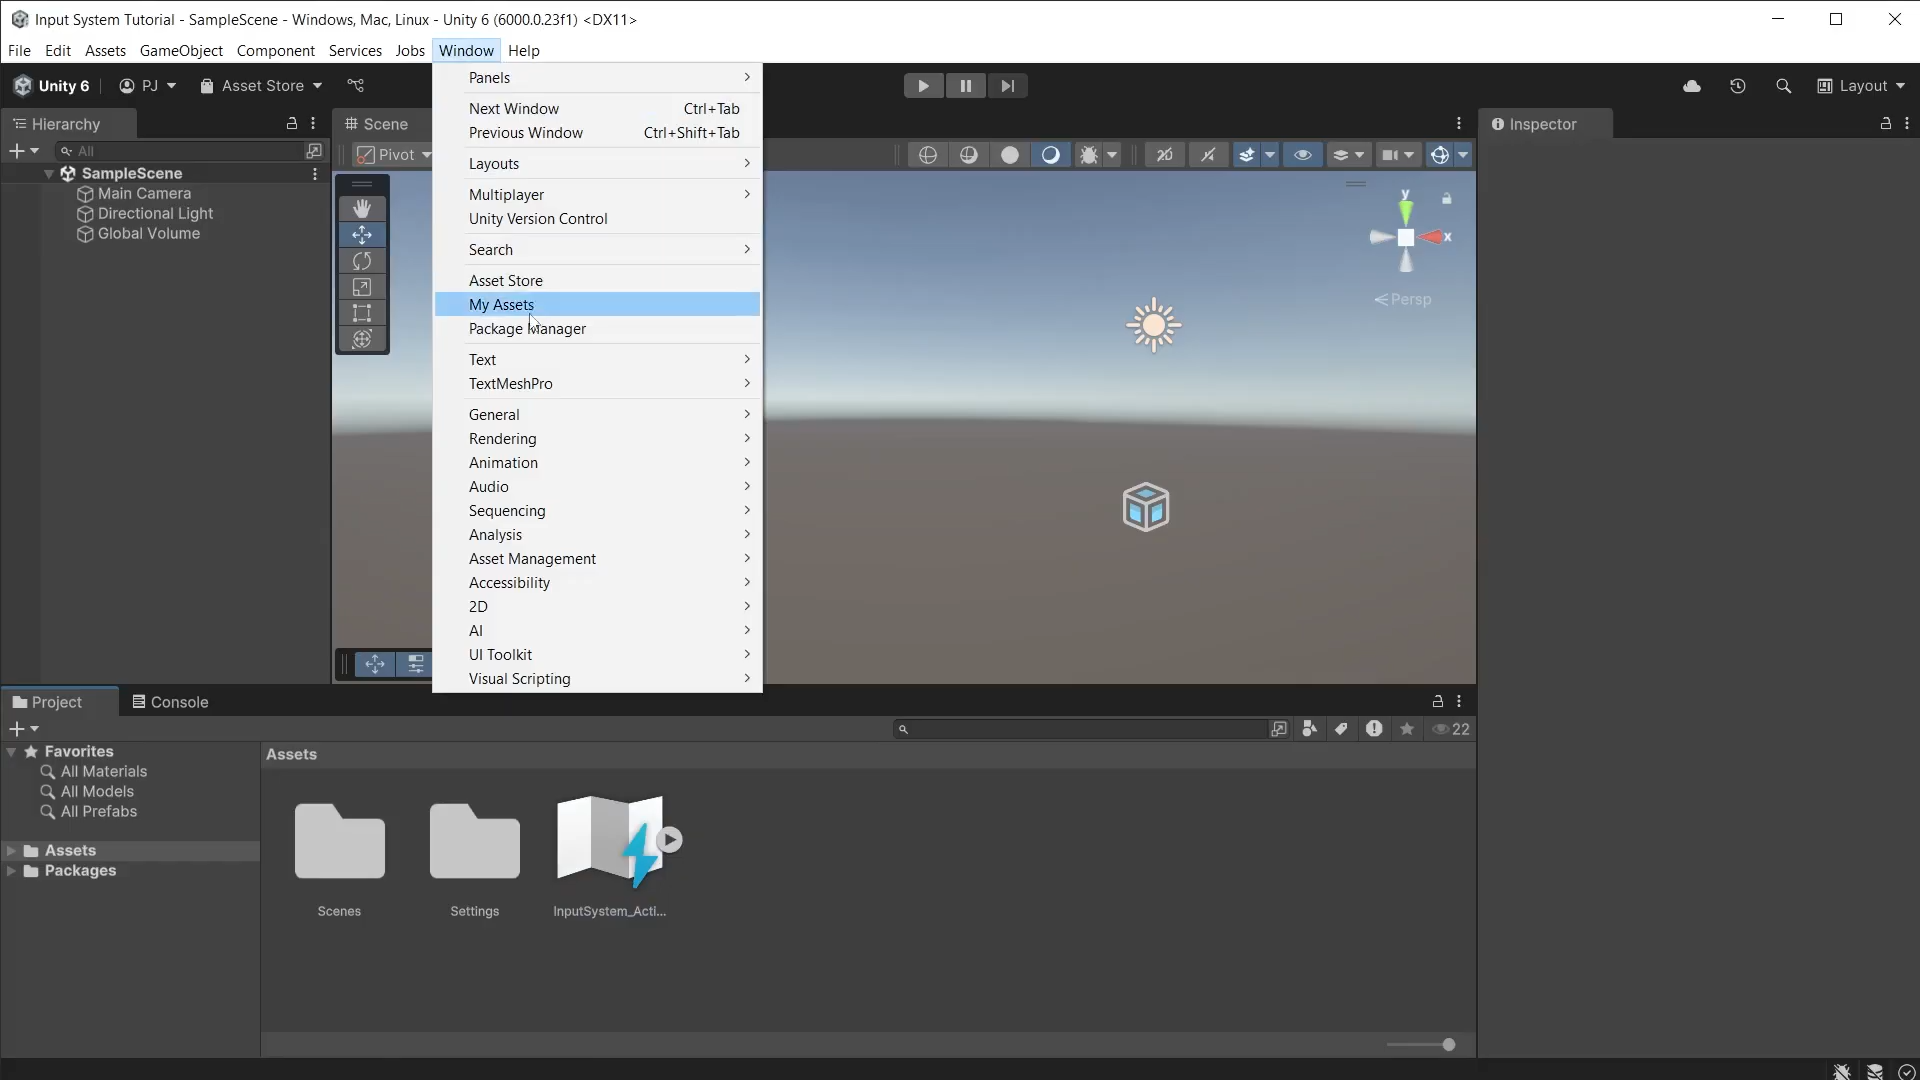 Input System Tutorial - SampleScene - Windows, Mac, Linux - Unity 6 (6000.0.23f1) <DX11>
File Edit Assets GameObject Component Services Jobs Window Help
Unity 6 PJ Asset Store Layout
Hierarchy
All
SampleScene
Main Camera
Directional Light
Global Volume
Scene
Pivot
2D
Panels
Next Window Ctrl+Tab
Previous Window Ctrl+Shift+Tab
Layouts
Multiplayer
Unity Version Control
Search
Asset Store
My Assets
Package Manager
Text
TextMeshPro
General
Rendering
Animation
Audio
Sequencing
Analysis
Asset Management
Accessibility
2D
AI
UI Toolkit
Visual Scripting
y
x
Persp
Inspector
Project Console
22
Favorites
All Materials
All Models
All Prefabs
Assets
Packages
Assets
Scenes Settings InputSystem_Acti...